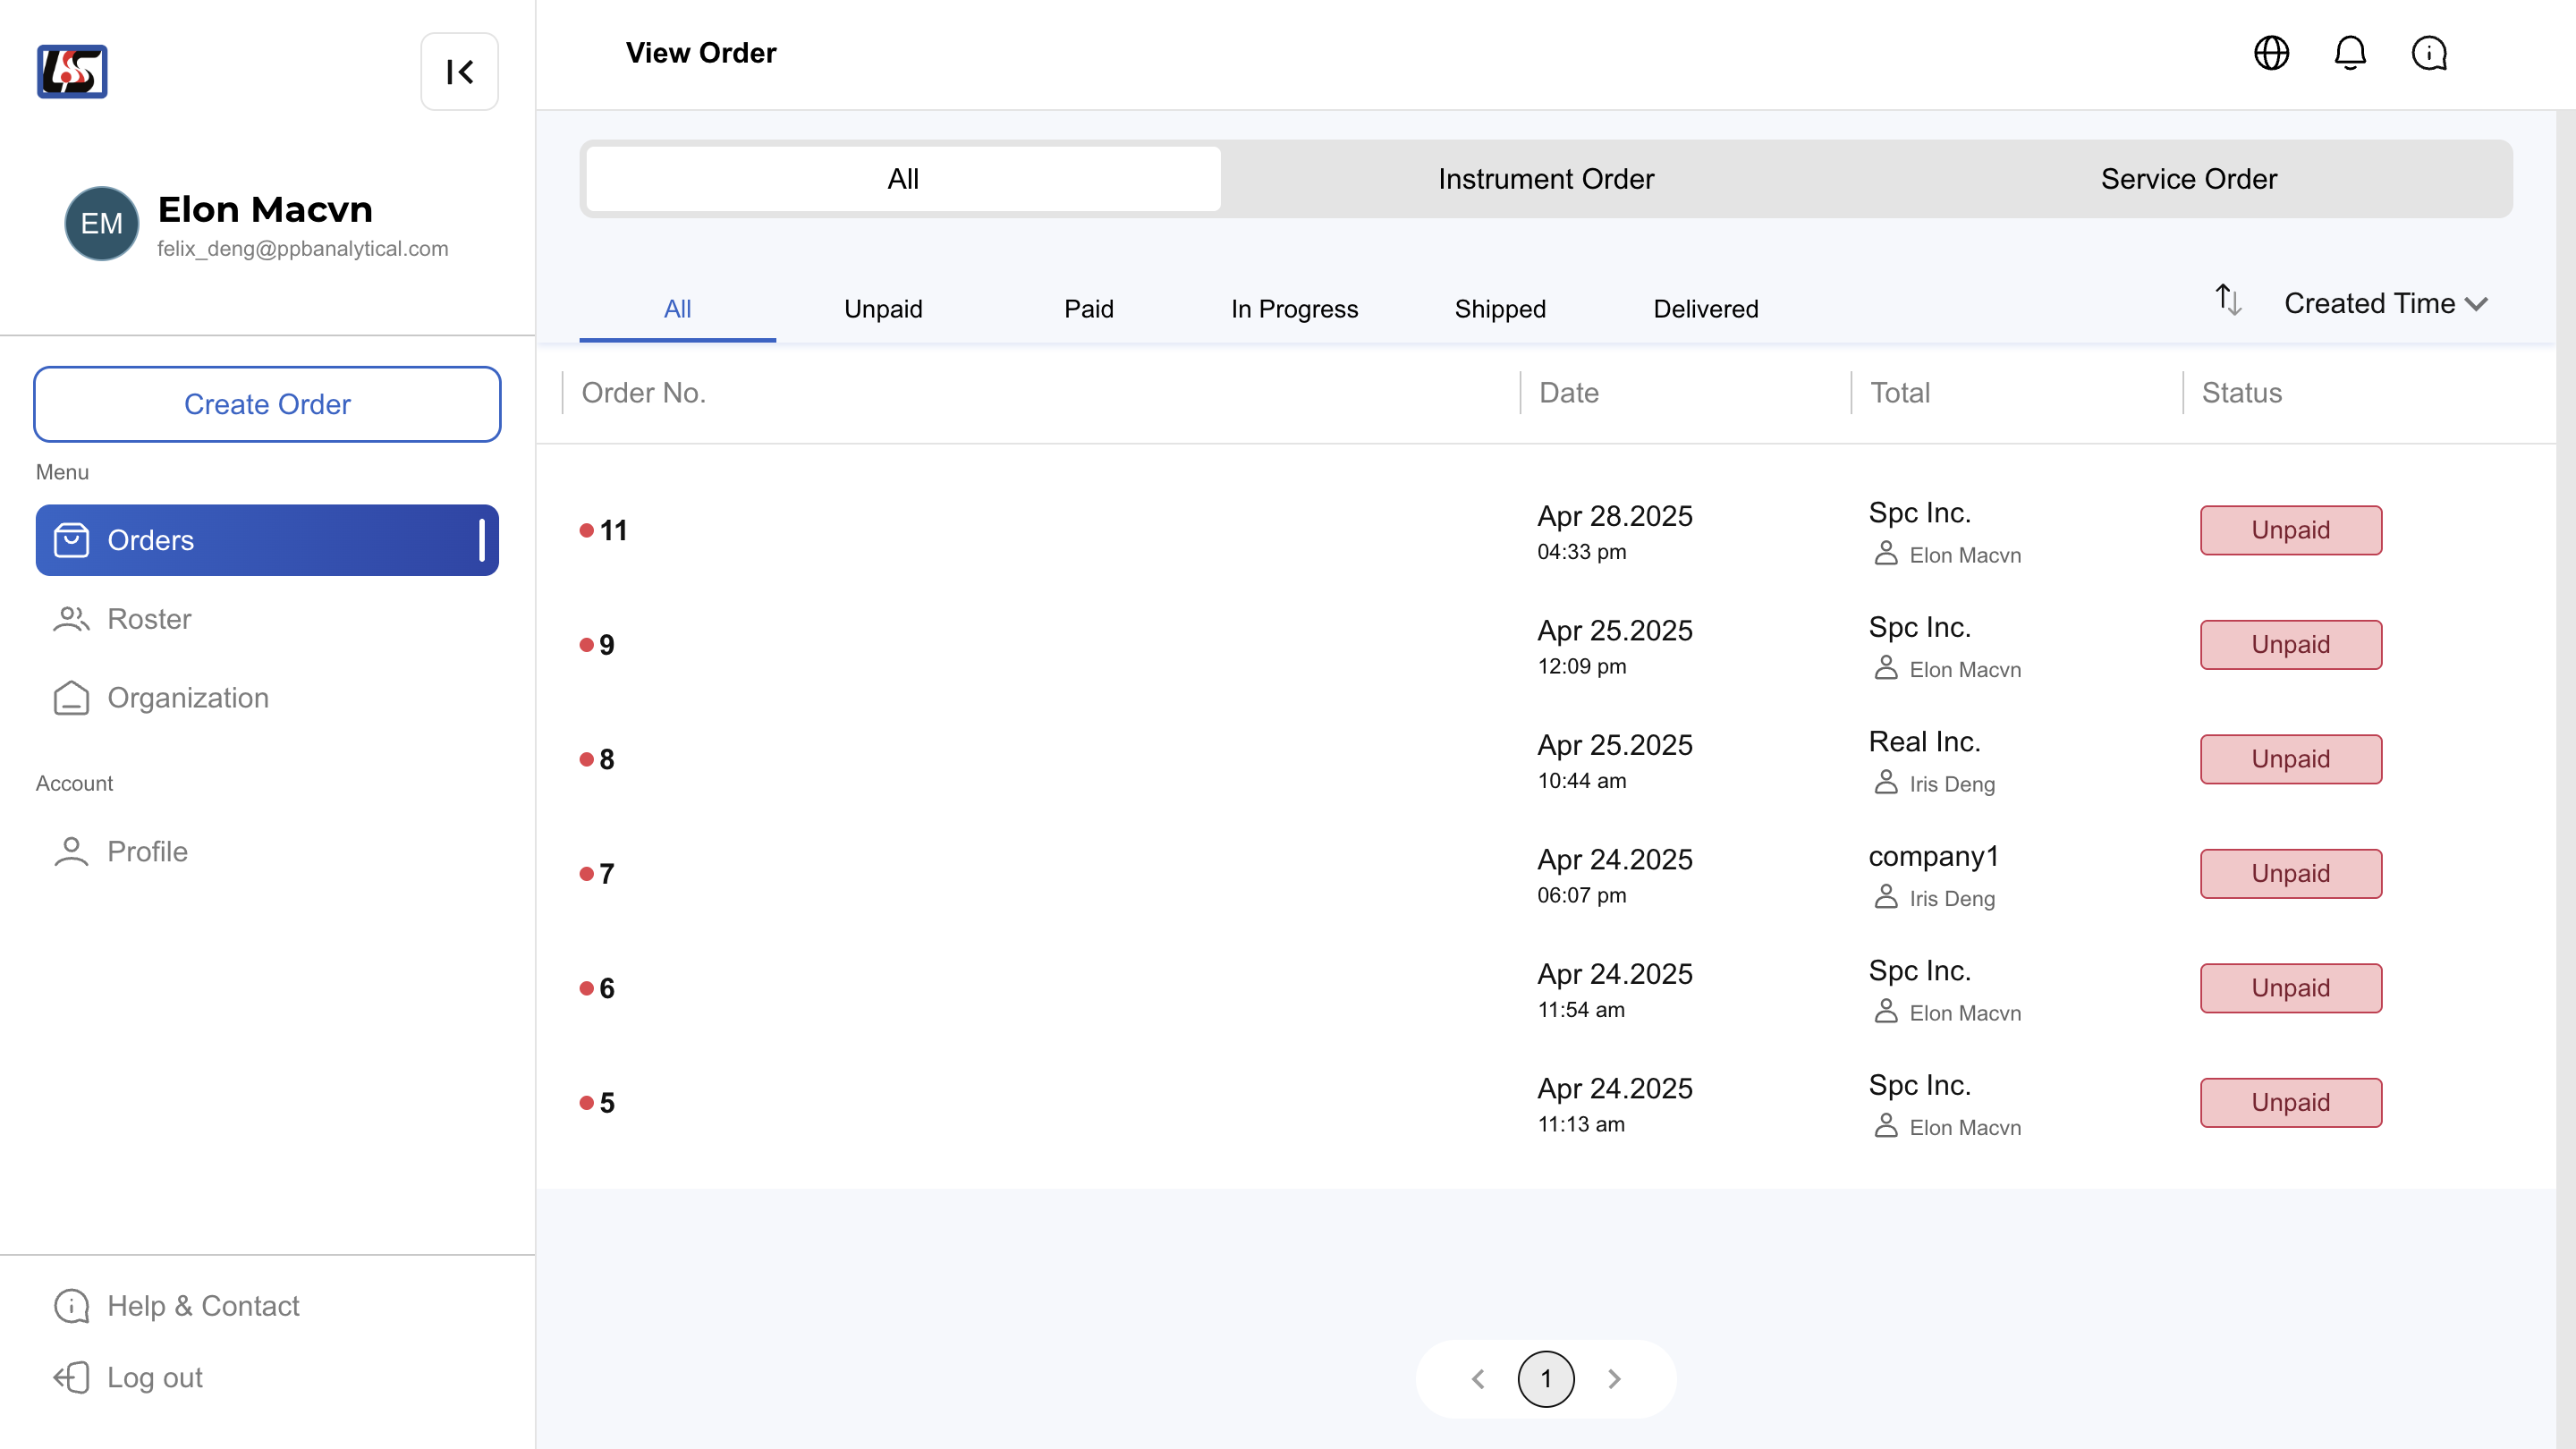 LSS
View Order
EM
Elon Macvn
felix_deng@ppbanalytical.com
Create Order
Menu
Orders
Roster
Organization
Account
Profile
Help & Contact
Log out
All
Instrument Order
Service Order
All
Unpaid
Paid
In Progress
Shipped
Delivered
Created Time
Order No.
Date
Total
Status
11
Apr 28.2025
04:33 pm
Spc Inc.
Elon Macvn
Unpaid
9
Apr 25.2025
12:09 pm
Spc Inc.
Elon Macvn
Unpaid
8
Apr 25.2025
10:44 am
Real Inc.
Iris Deng
Unpaid
7
Apr 24.2025
06:07 pm
company1
Iris Deng
Unpaid
6
Apr 24.2025
11:54 am
Spc Inc.
Elon Macvn
Unpaid
5
Apr 24.2025
11:13 am
Spc Inc.
Elon Macvn
Unpaid
1